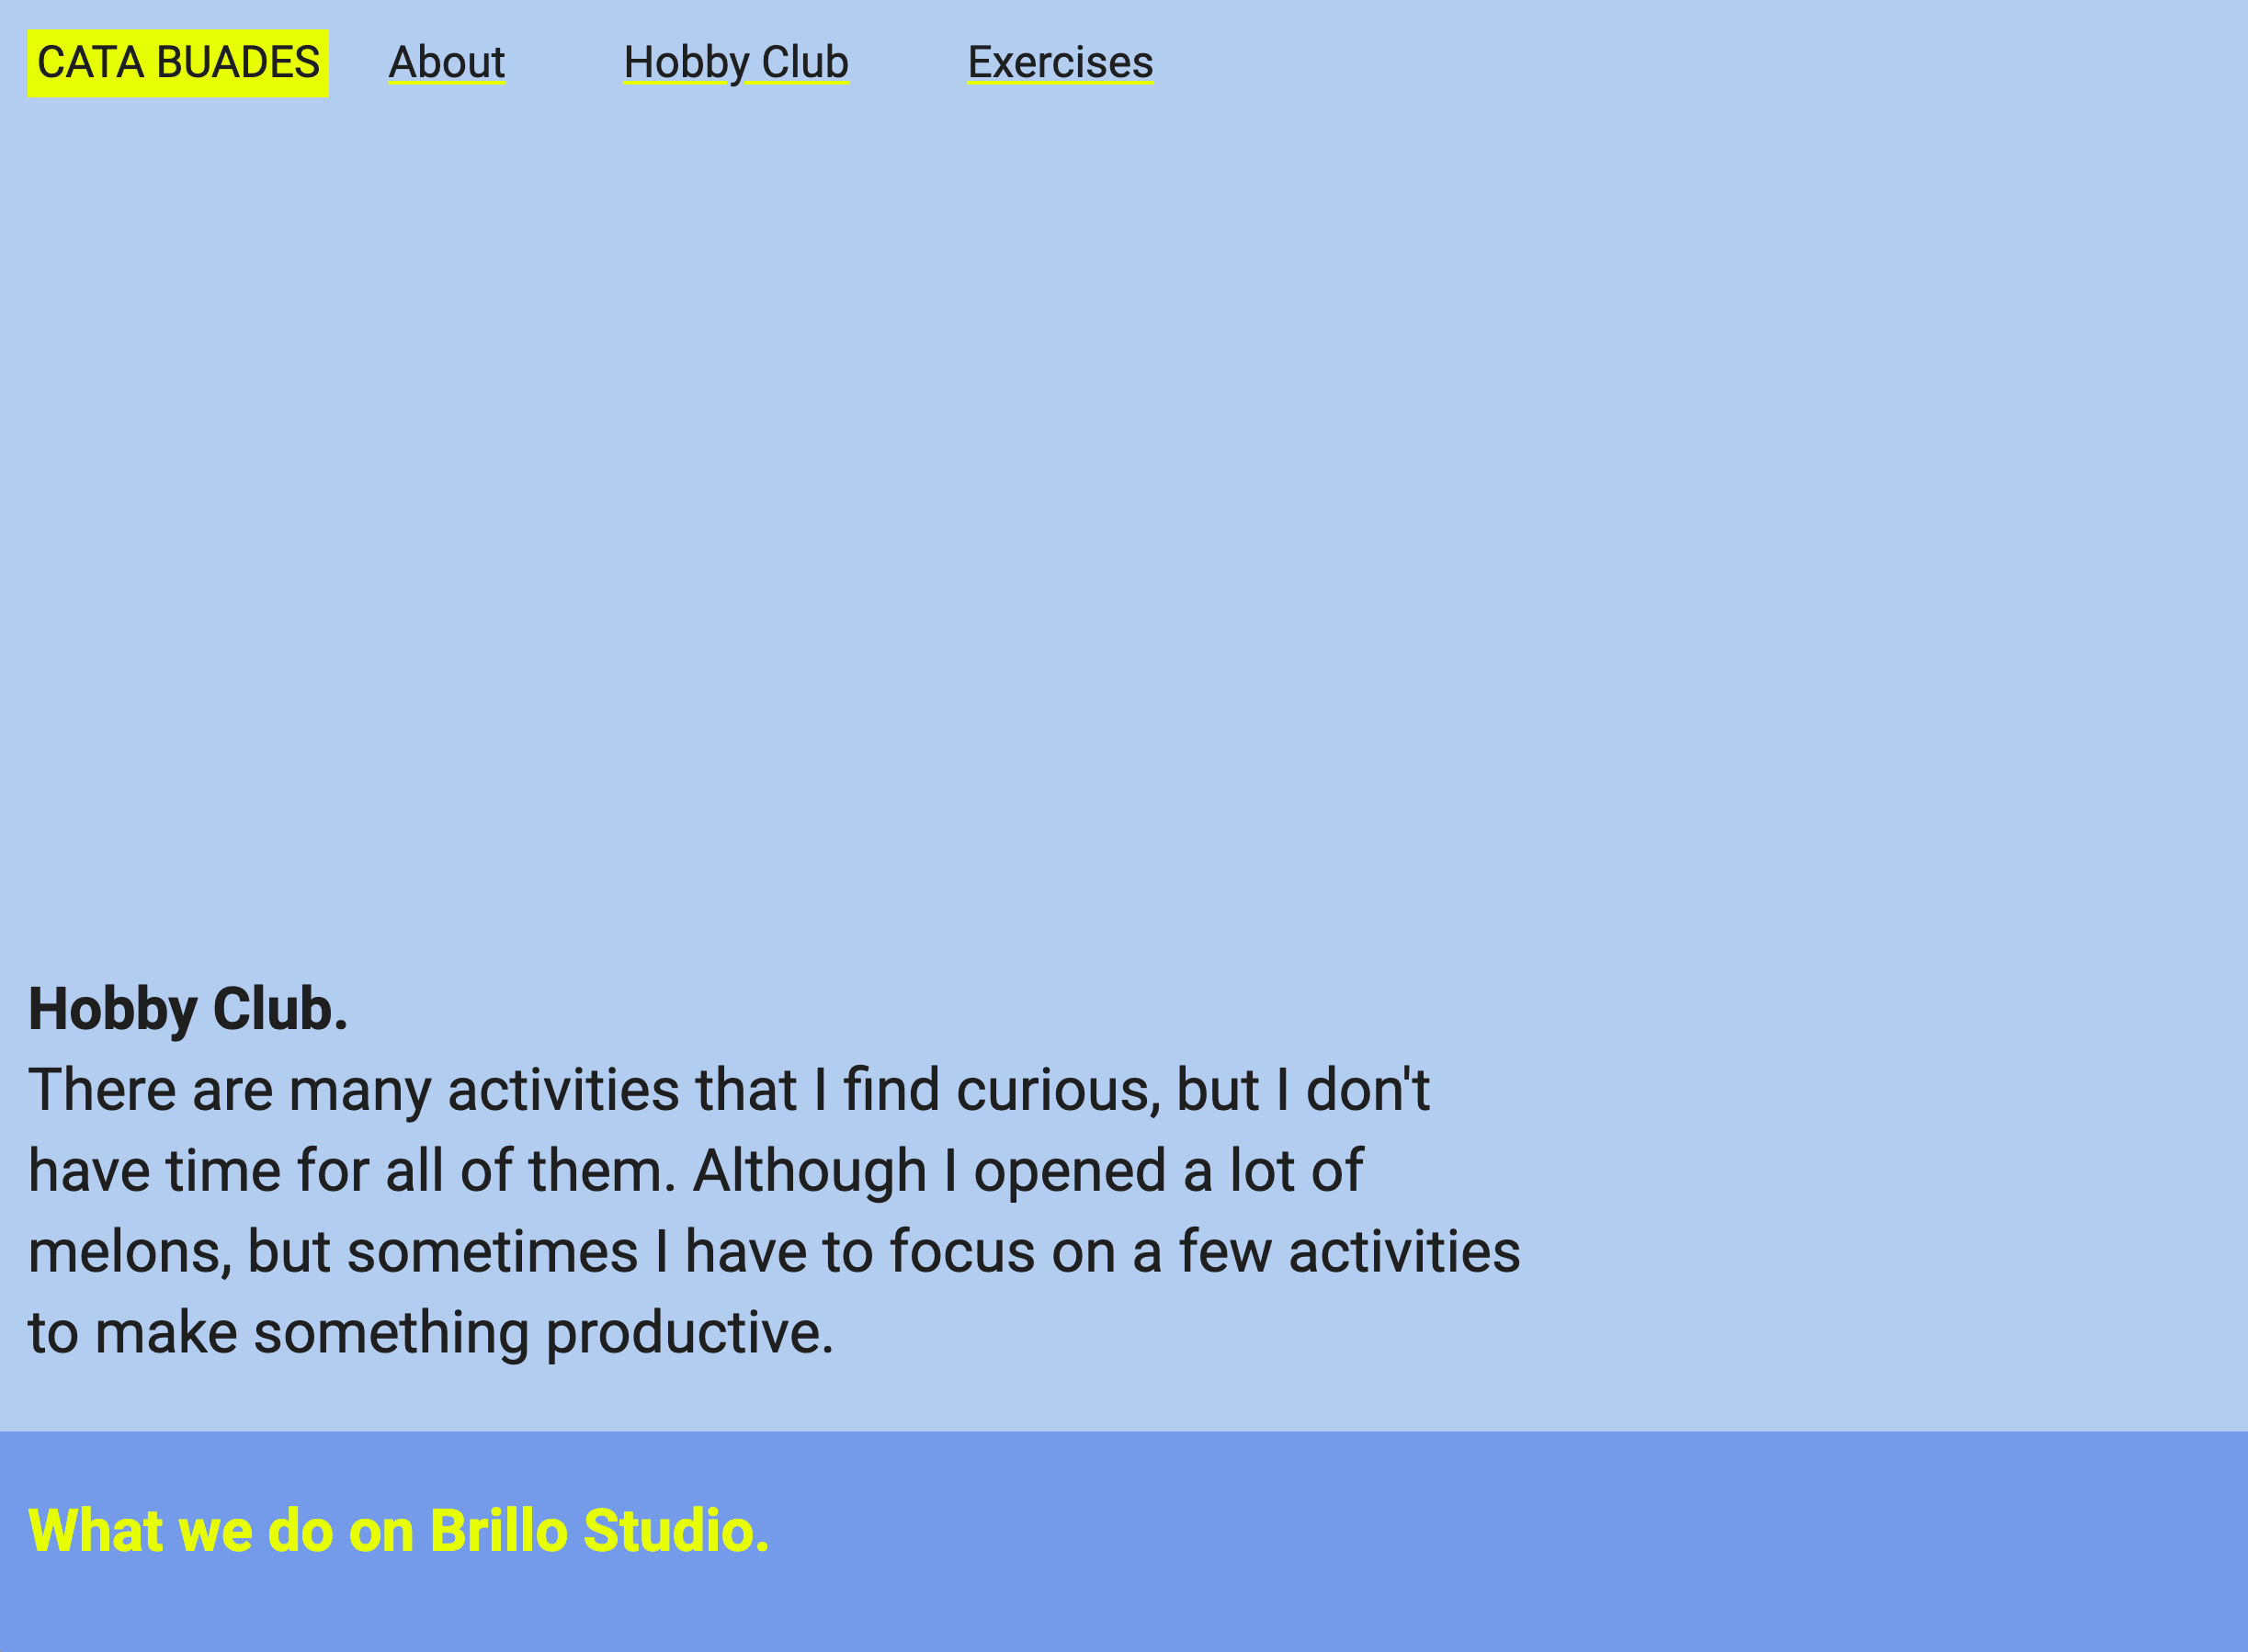 CATA BUADES About Hobby Club Exercises
Hobby Club.
There are many activities that I find curious, but I don't
have time for all of them. Although I opened a lot of
melons, but sometimes I have to focus on a few activities
to make something productive.
What we do on Brillo Studio.